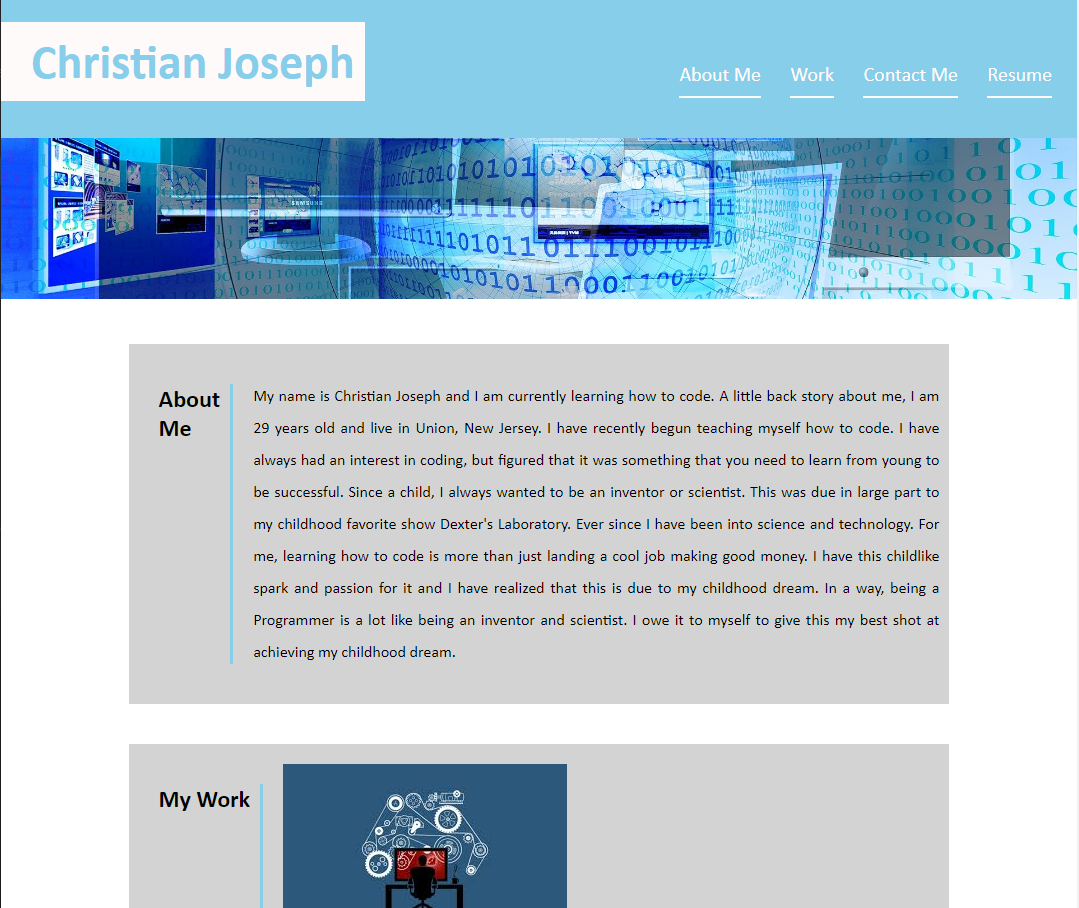 Christian Joseph
About Me Work Contact Me Resume
SAMSUNG
About
Me
My name is Christian Joseph and I am currently learning how to code. A little back story about me, I am
29 years old and live in Union, New Jersey. I have recently begun teaching myself how to code. I have
always had an interest in coding, but figured that it was something that you need to learn from young to
be successful. Since a child, I always wanted to be an inventor or scientist. This was due in large part to
my childhood favorite show Dexter's Laboratory. Ever since I have been into science and technology. For
me, learning how to code is more than just landing a cool job making good money. I have this childlike
spark and passion for it and I have realized that this is due to my childhood dream. In a way, being a
Programmer is a lot like being an inventor and scientist. I owe it to myself to give this my best shot at
achieving my childhood dream.
My Work